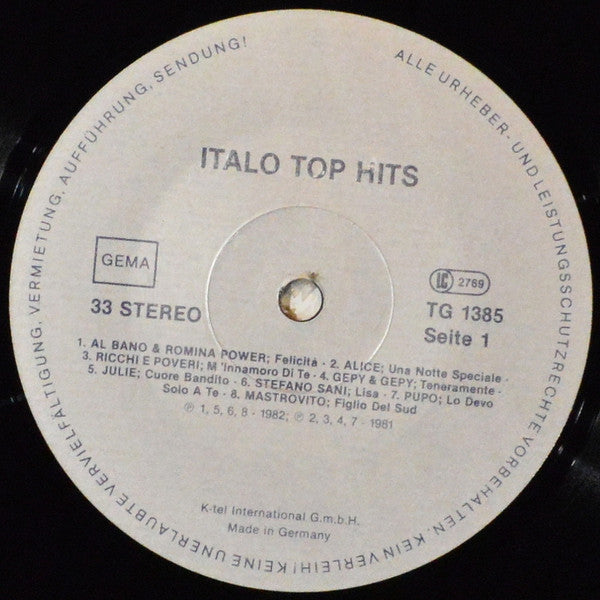 ALLE URHEBER- UND LEISTUNGSSCHUTZRECHTE VORBEHALTEN. KEIN VERLEIH! KEINE UNERLAUBTE VERVIELFÄLTIGUNG, VERMIETUNG, AUFFÜHRUNG, SENDUNG!
ITALO TOP HITS
GEMA
LC 2769
33 STEREO
TG 1385
Seite 1
1. AL BANO & ROMINA POWER; Felicità · 2. ALICE; Una Notte Speciale ·
3. RICCHI E POVERI; M'Innamoro Di Te · 4. GEPY & GEPY; Teneramente ·
5. JULIE; Cuore Bandito · 6. STEFANO SANI; Lisa · 7. PUPO; Lo Devo
Solo A Te · 8. MASTROVITO; Figlio Del Sud
℗ 1, 5, 6, 8 - 1982; ℗ 2, 3, 4, 7 - 1981
K-tel International G.m.b.H.
Made in Germany